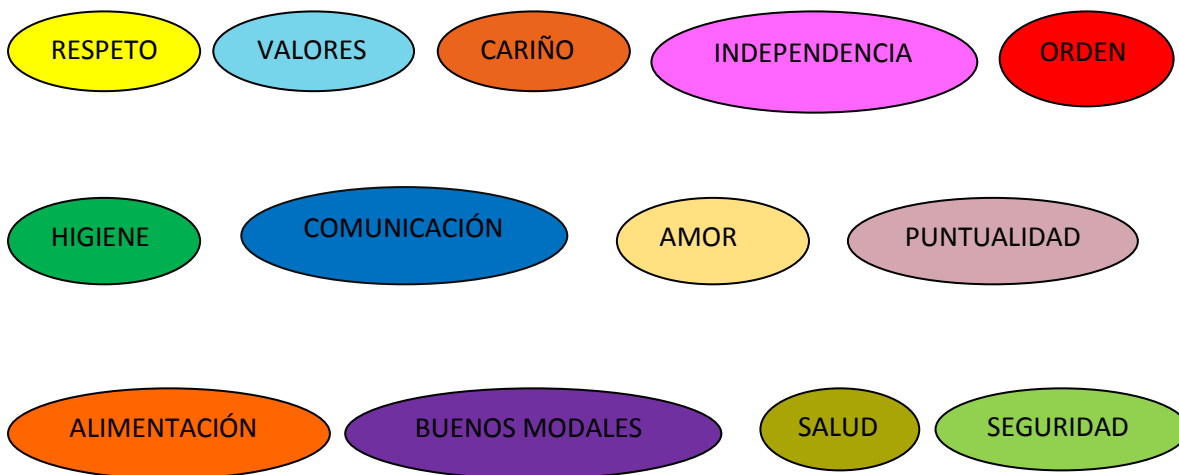 RESPETO VALORES CARIÑO INDEPENDENCIA ORDEN
HIGIENE COMUNICACIÓN AMOR PUNTUALIDAD
ALIMENTACIÓN BUENOS MODALES SALUD SEGURIDAD